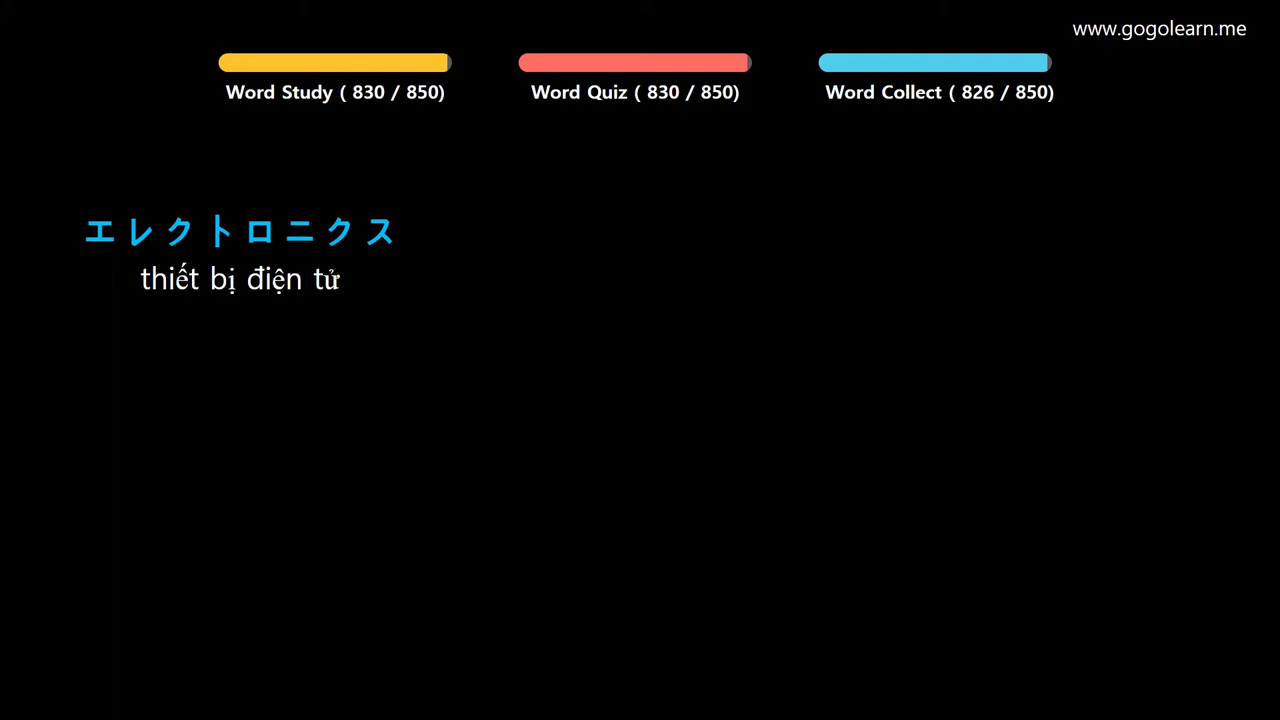 www.gogolearn.me
Word Study ( 830 / 850)
Word Quiz ( 830 / 850)
Word Collect ( 826 / 850)
エレクトロニクス
thiết bị điện tử